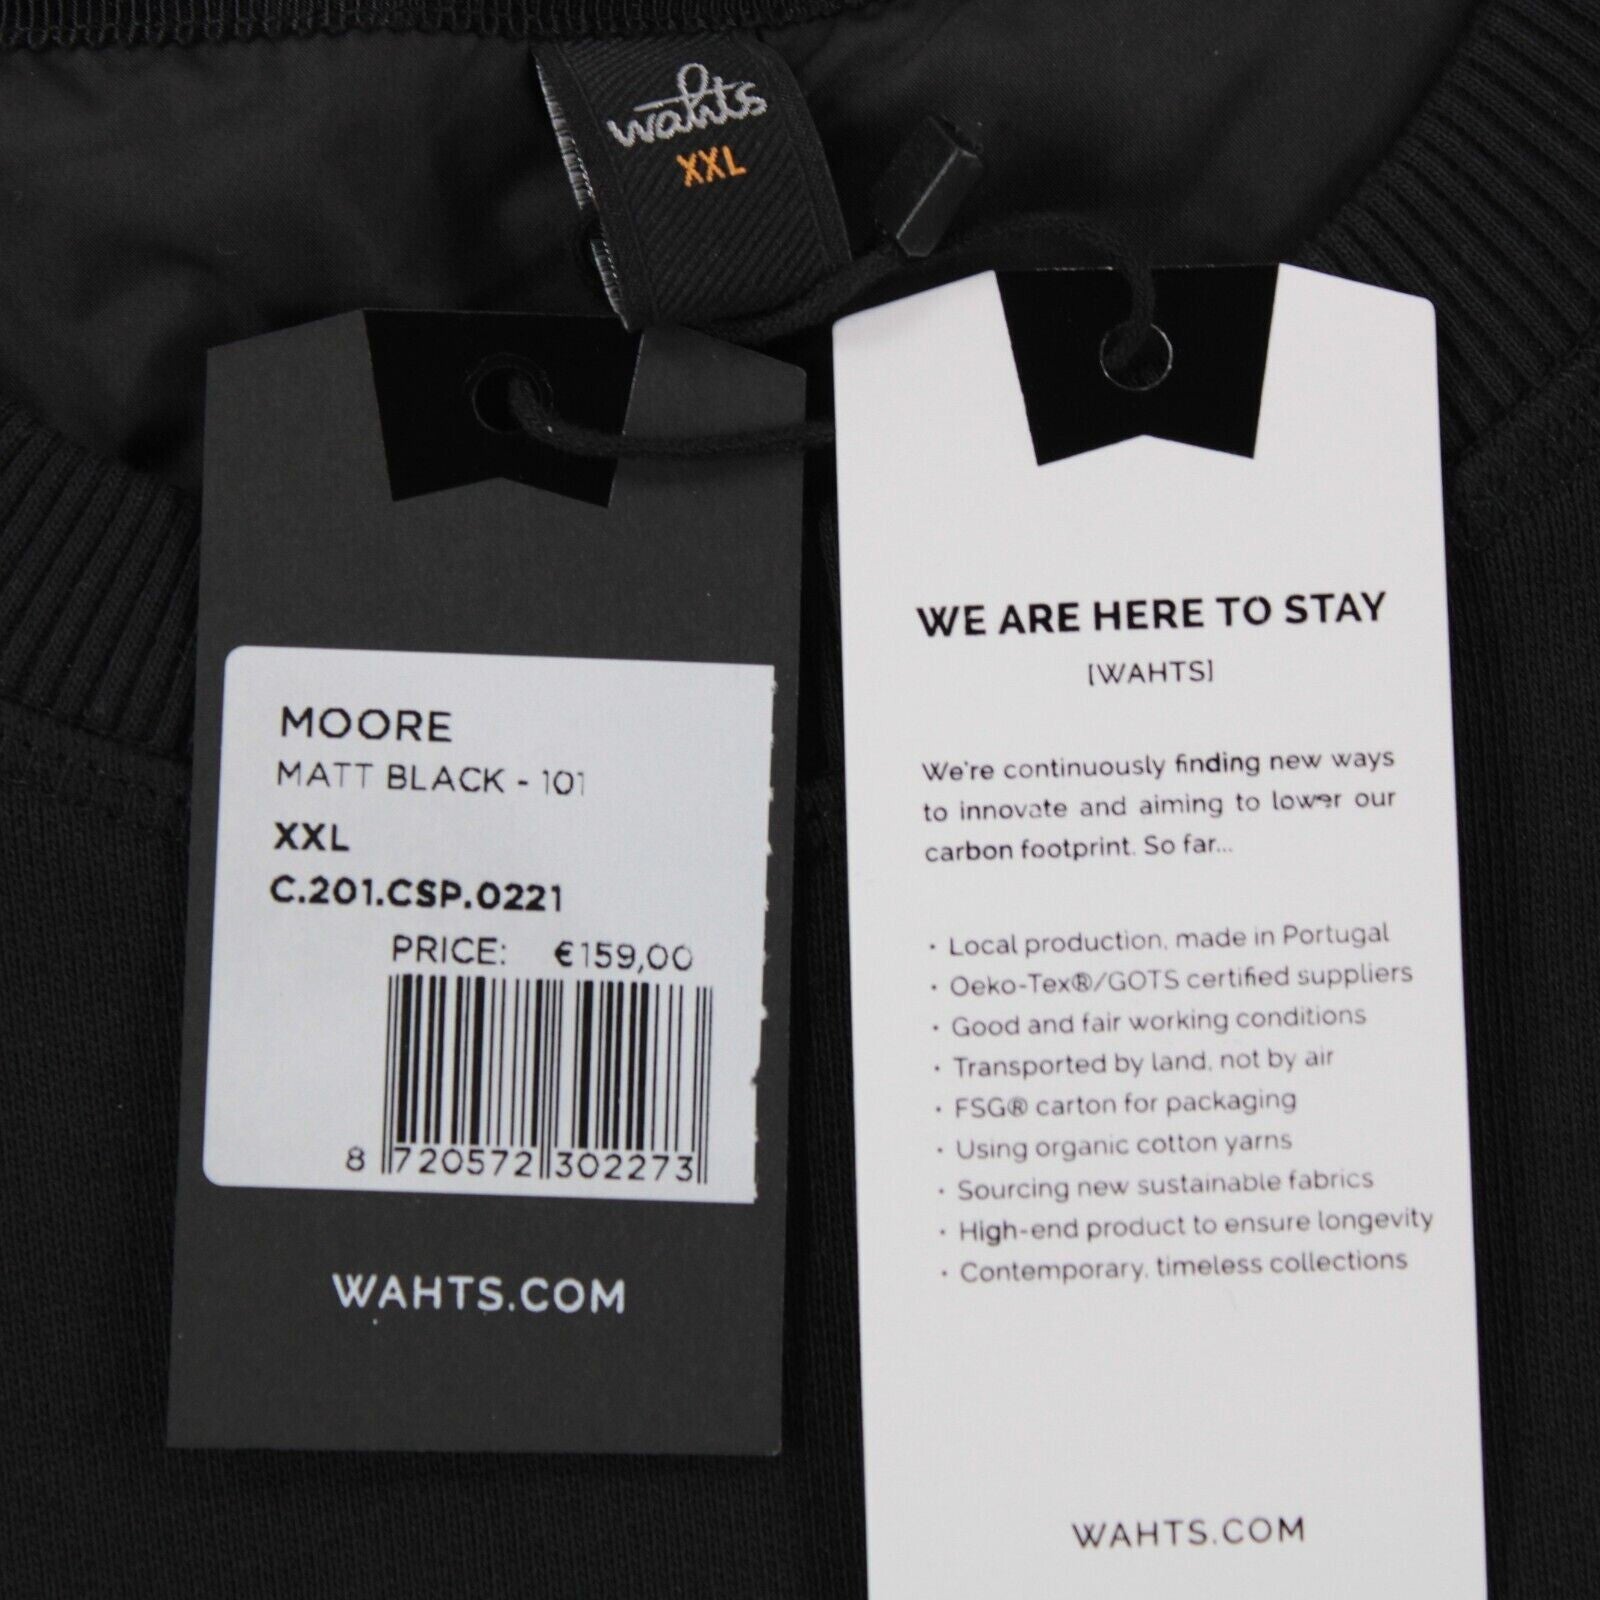 wahts
XXL
MOORE
MATT BLACK - 101
XXL
C.201.CSP.0221
PRICE: €159,00
8 720572 302273
WAHTS.COM
WE ARE HERE TO STAY
[WAHTS]
We're continuously finding new ways
to innovate and aiming to lower our
carbon footprint. So far...
• Local production, made in Portugal
• Oeko-Tex®/GOTS certified suppliers
• Good and fair working conditions
• Transported by land, not by air
• FSG® carton for packaging
• Using organic cotton yarns
• Sourcing new sustainable fabrics
• High-end product to ensure longevity
• Contemporary, timeless collections
WAHTS.COM